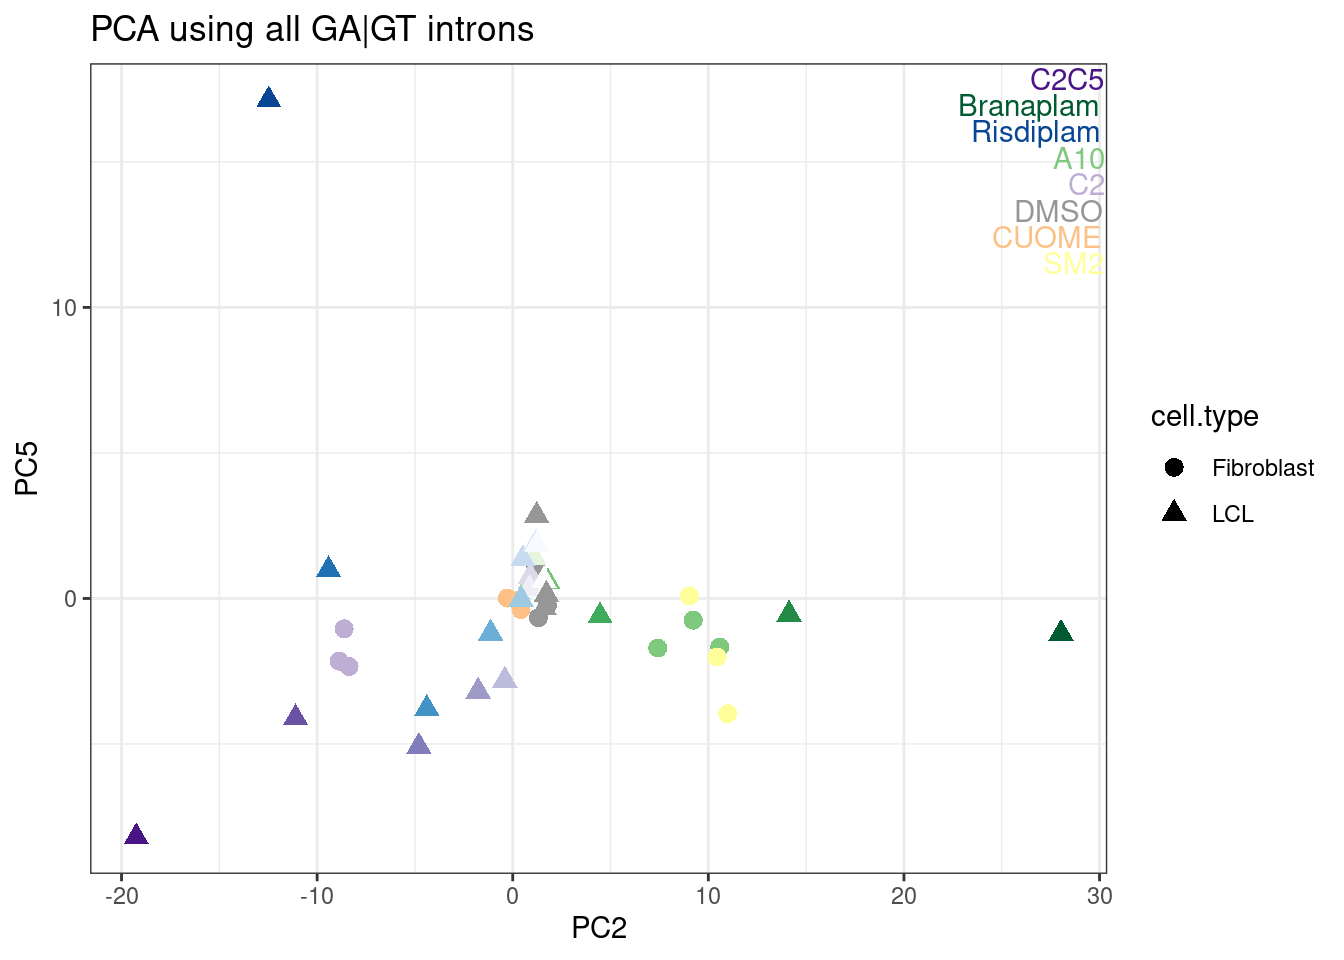 PCA using all GA|GT introns
C2C5
Branaplam
Risdiplam
A10
C2
DMSO
CUOME
SM2
10
0
PC5
-20 -10 0 10 20 30
PC2
cell.type
Fibroblast
LCL